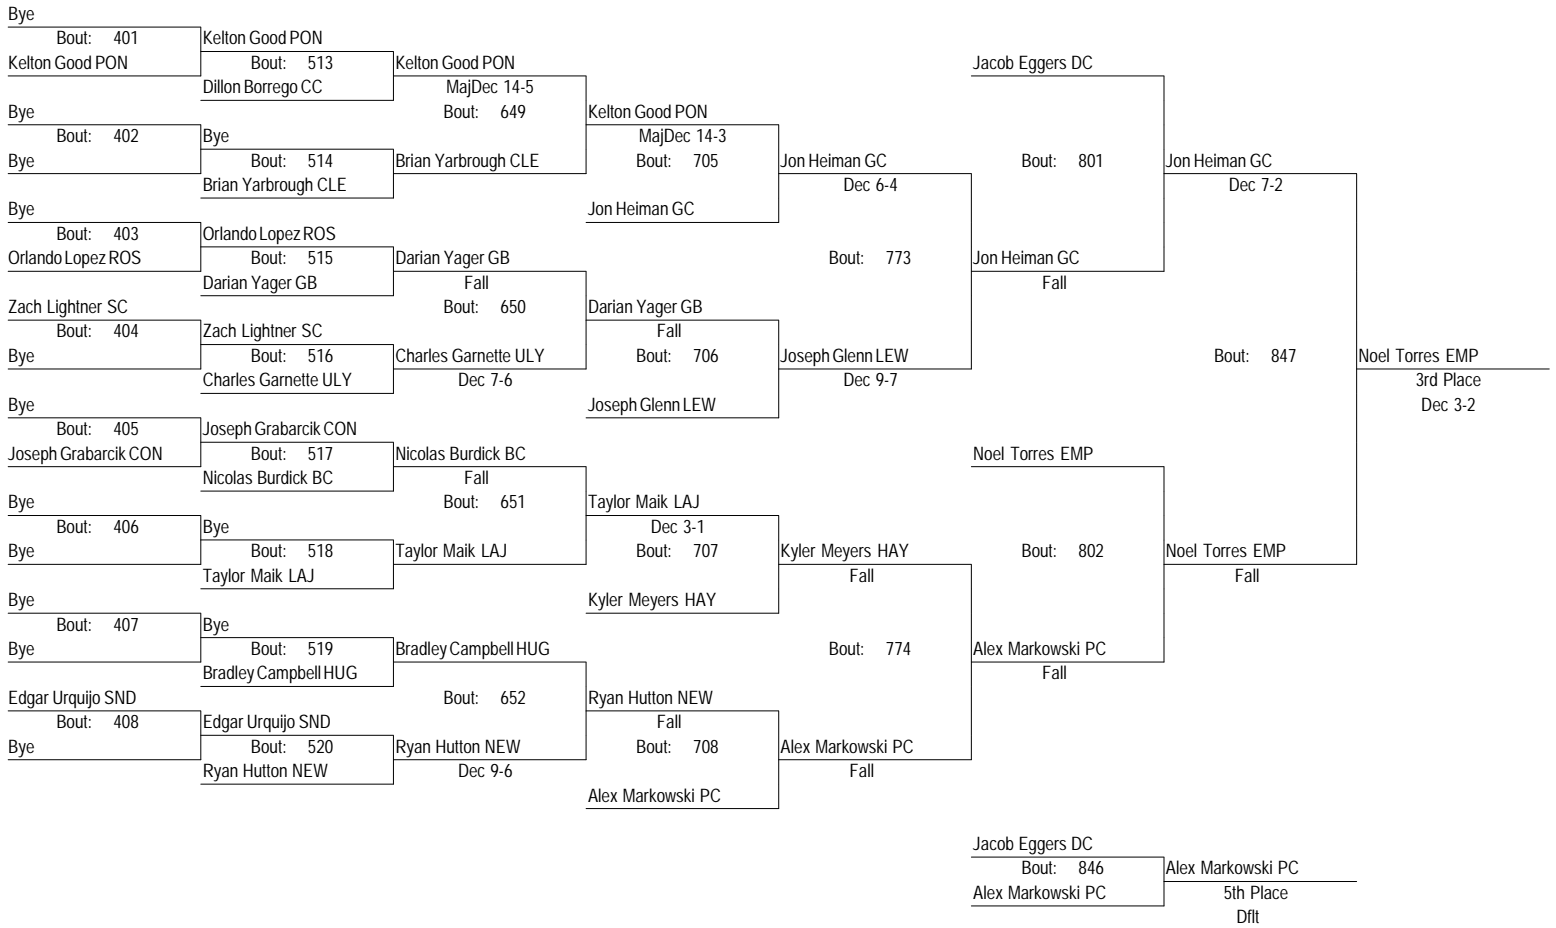 Bye
Bout: 401
Kelton Good PON
Kelton Good PON
Bout: 513
Dillon Borrego CC
Kelton Good PON
MajDec 14-5
Bout: 649
Bye
Bout: 402
Bye
Bye
Bout: 514
Brian Yarbrough CLE
Brian Yarbrough CLE
Kelton Good PON
MajDec 14-3
Bout: 705
Jon Heiman GC
Jon Heiman GC
Dec 6-4
Bye
Bout: 403
Orlando Lopez ROS
Orlando Lopez ROS
Bout: 515
Darian Yager GB
Darian Yager GB
Fall
Bout: 650
Zach Lightner SC
Bout: 404
Bye
Zach Lightner SC
Bout: 516
Charles Garnette ULY
Charles Garnette ULY
Dec 7-6
Darian Yager GB
Fall
Bout: 706
Joseph Glenn LEW
Joseph Glenn LEW
Dec 9-7
Bout: 773
Jacob Eggers DC
Bout: 801
Jon Heiman GC
Fall
Jon Heiman GC
Dec 7-2
Bye
Bout: 405
Joseph Grabarcik CON
Joseph Grabarcik CON
Bout: 517
Nicolas Burdick BC
Nicolas Burdick BC
Fall
Bout: 651
Bye
Bout: 406
Bye
Bye
Bout: 518
Taylor Maik LAJ
Taylor Maik LAJ
Taylor Maik LAJ
Dec 3-1
Bout: 707
Kyler Meyers HAY
Kyler Meyers HAY
Fall
Bye
Bout: 407
Bye
Bye
Bout: 519
Bradley Campbell HUG
Bradley Campbell HUG
Bout: 652
Edgar Urquijo SND
Bout: 408
Bye
Edgar Urquijo SND
Bout: 520
Ryan Hutton NEW
Ryan Hutton NEW
Dec 9-6
Ryan Hutton NEW
Fall
Bout: 708
Alex Markowski PC
Alex Markowski PC
Fall
Bout: 774
Noel Torres EMP
Bout: 802
Alex Markowski PC
Fall
Noel Torres EMP
Fall
Bout: 847
Noel Torres EMP
3rd Place
Dec 3-2
Jacob Eggers DC
Bout: 846
Alex Markowski PC
Alex Markowski PC
5th Place
Dflt